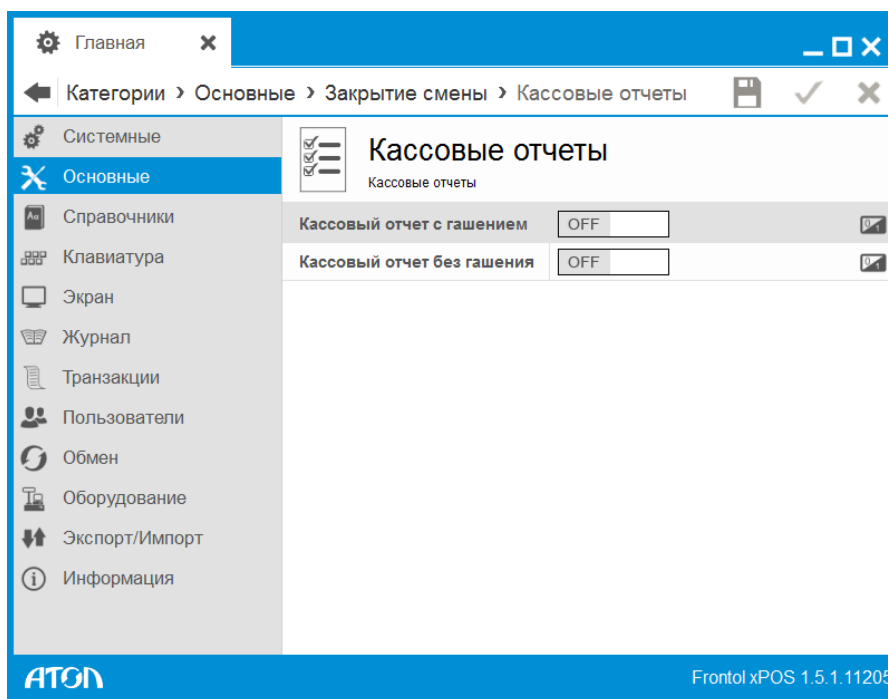 Главная
Категории › Основные › Закрытие смены › Кассовые отчеты
Системные
Основные
Справочники
Клавиатура
Экран
Журнал
Транзакции
Пользователи
Обмен
Оборудование
Экспорт/Импорт
Информация
Кассовые отчеты
Кассовые отчеты
Кассовый отчет с гашением OFF
Кассовый отчет без гашения OFF
АТОЛ
Frontol xPOS 1.5.1.11205